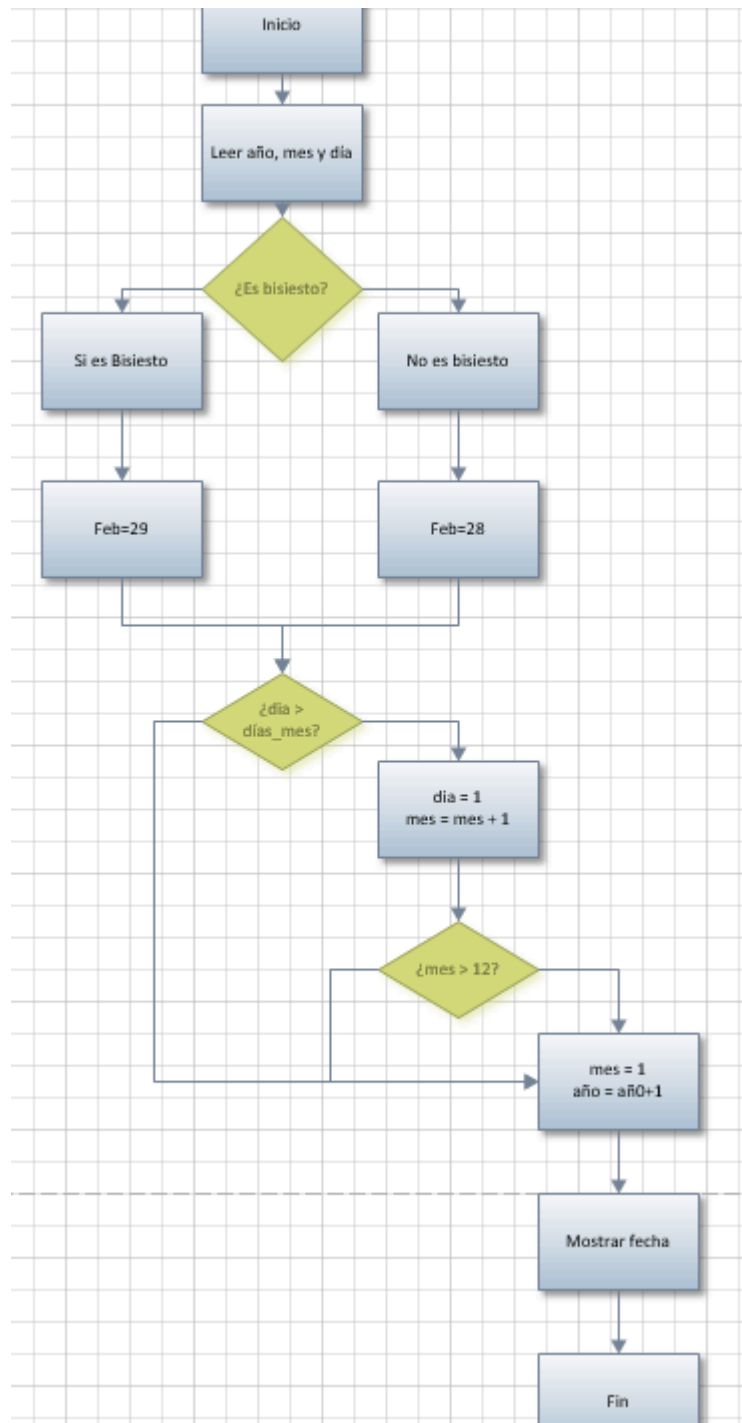 Inicio
Leer año, mes y día
¿Es bisiesto?
Si es Bisiesto
No es bisiesto
Feb=29
Feb=28
¿dia >
días_mes?
dia = 1
mes = mes + 1
¿mes > 12?
mes = 1
año = añ0+1
Mostrar fecha
Fin